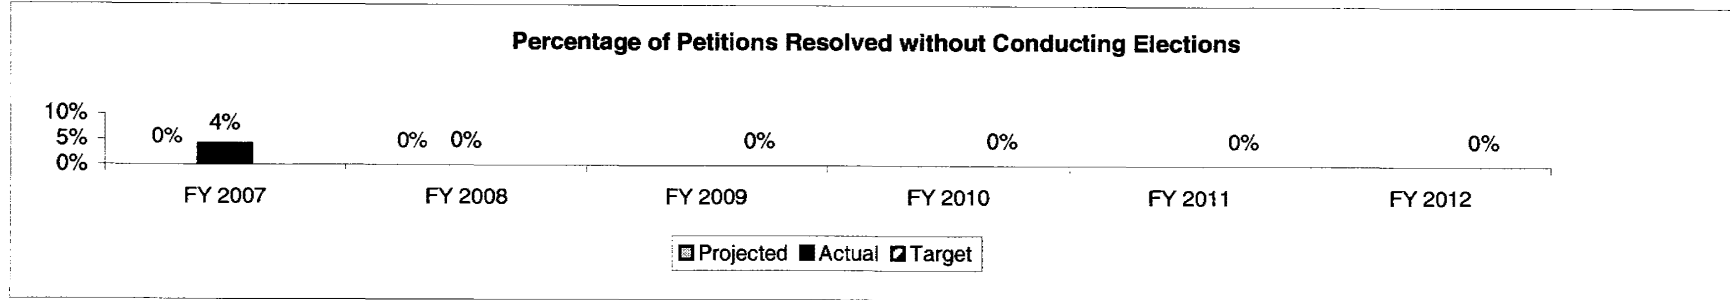 Percentage of Petitions Resolved without Conducting Elections
10%
5%
0%
0% 4% 0% 0% 0% 0% 0% 0%
FY 2007 FY 2008 FY 2009 FY 2010 FY 2011 FY 2012
Projected Actual Target